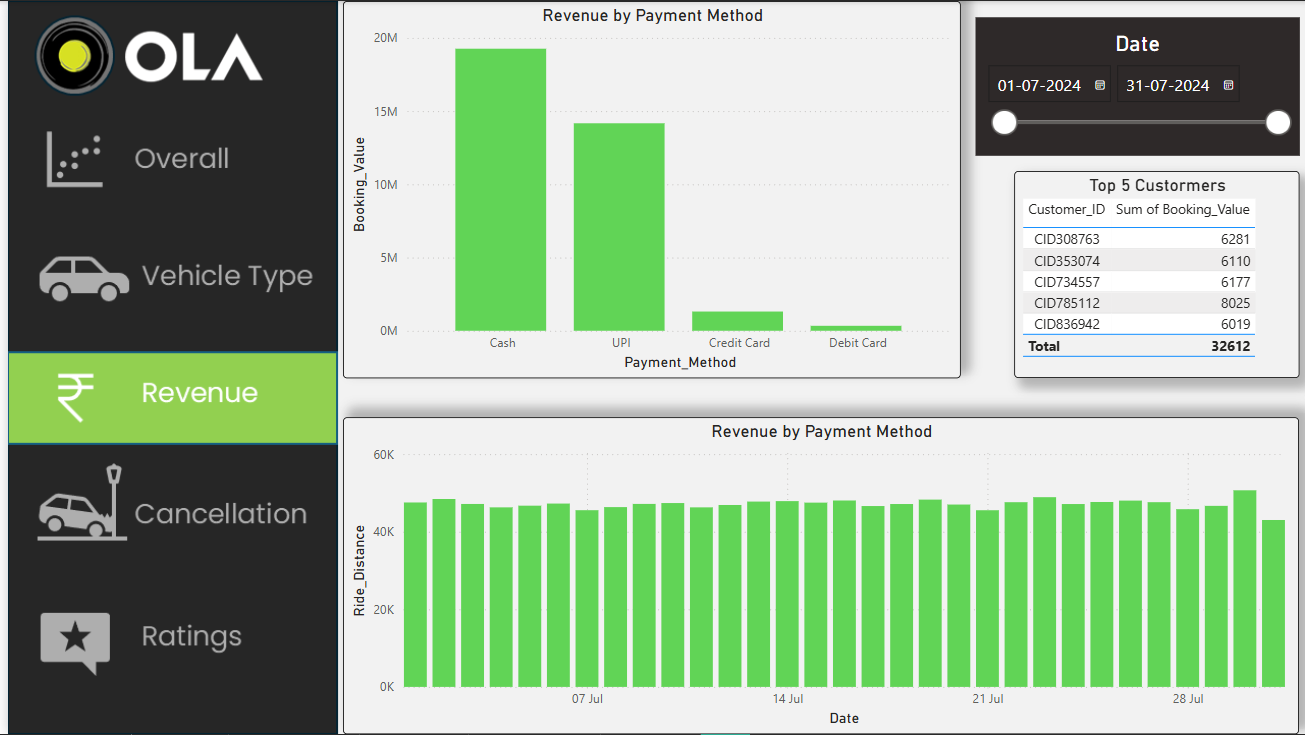 OLA
Overall
Vehicle Type
Revenue
Cancellation
Ratings
Revenue by Payment Method
Booking_Value
20M
15M
10M
5M
0M
Cash UPI Credit Card Debit Card
Payment_Method
Date
01-07-2024 31-07-2024
Top 5 Custormers
Customer_ID Sum of Booking_Value
CID308763 6281
CID353074 6110
CID734557 6177
CID785112 8025
CID836942 6019
Total 32612
Revenue by Payment Method
Ride_Distance
60K
40K
20K
0K
07 Jul 14 Jul 21 Jul 28 Jul
Date